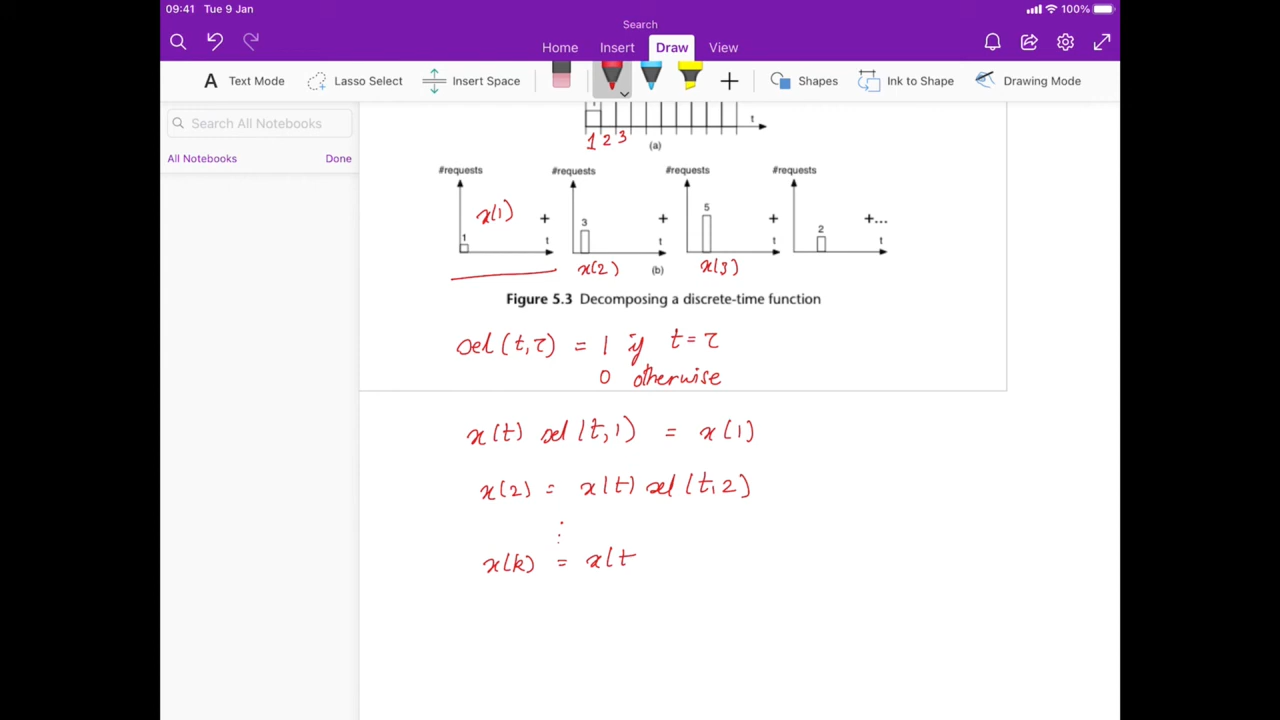 09:41 Tue 9 Jan
100%
Search
Home Insert Draw View
A Text Mode Lasso Select Insert Space Shapes Ink to Shape Drawing Mode
Search All Notebooks
All Notebooks Done
t
1 2 3
(a)
#requests #requests #requests #requests
x(1) + 3 + 5 + 2 +...
1 t t t t
x(2) (b) x(3)
Figure 5.3 Decomposing a discrete-time function
sel(t,τ) = 1 if t = τ
0 otherwise
x(t) sel(t,1) = x(1)
x(2) = x(t) sel(t,2)
⋮
x(k) = x(t